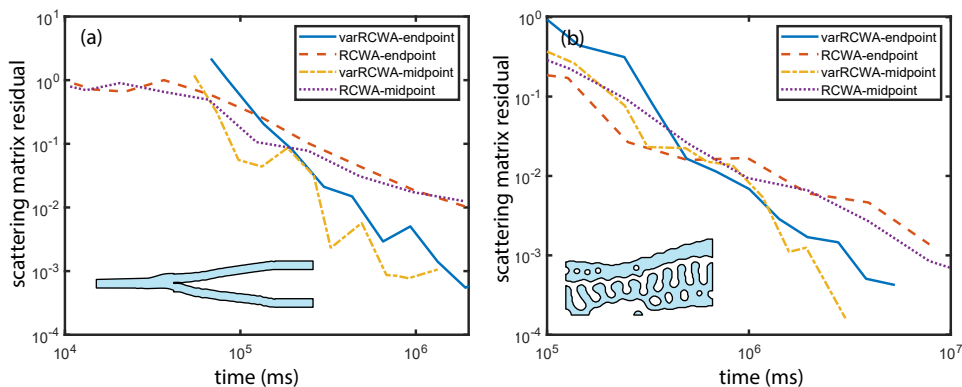 (a)
varRCWA-endpoint
RCWA-endpoint
varRCWA-midpoint
RCWA-midpoint
scattering matrix residual
10^1
10^0
10^-1
10^-2
10^-3
10^-4
10^4
10^5
10^6
time (ms)
(b)
varRCWA-endpoint
RCWA-endpoint
varRCWA-midpoint
RCWA-midpoint
scattering matrix residual
10^0
10^-1
10^-2
10^-3
10^-4
10^5
10^6
10^7
time (ms)